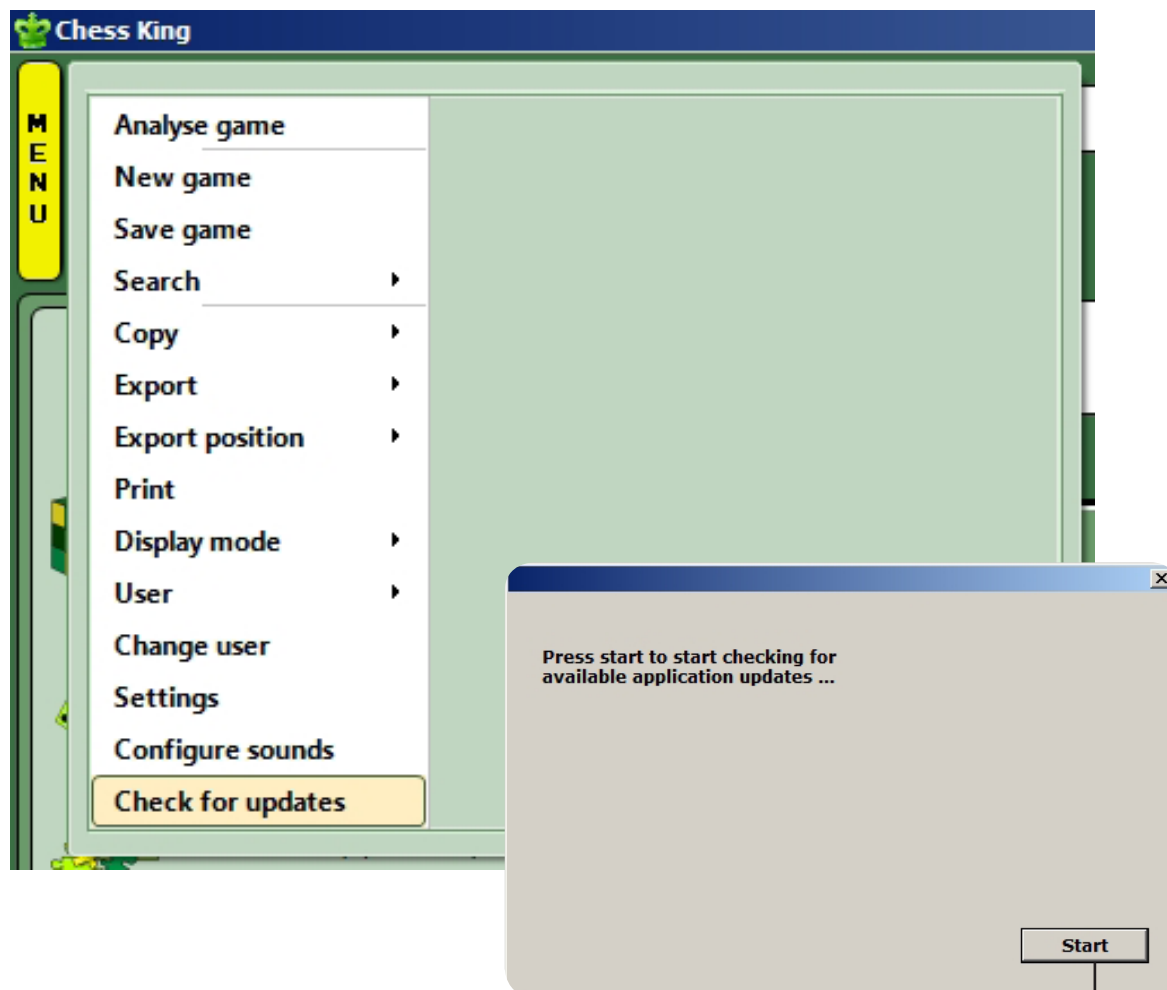 Chess King
MENU
Analyse game
New game
Save game
Search
Copy
Export
Export position
Print
Display mode
User
Change user
Settings
Configure sounds
Check for updates
Press start to start checking for
available application updates ...
Start